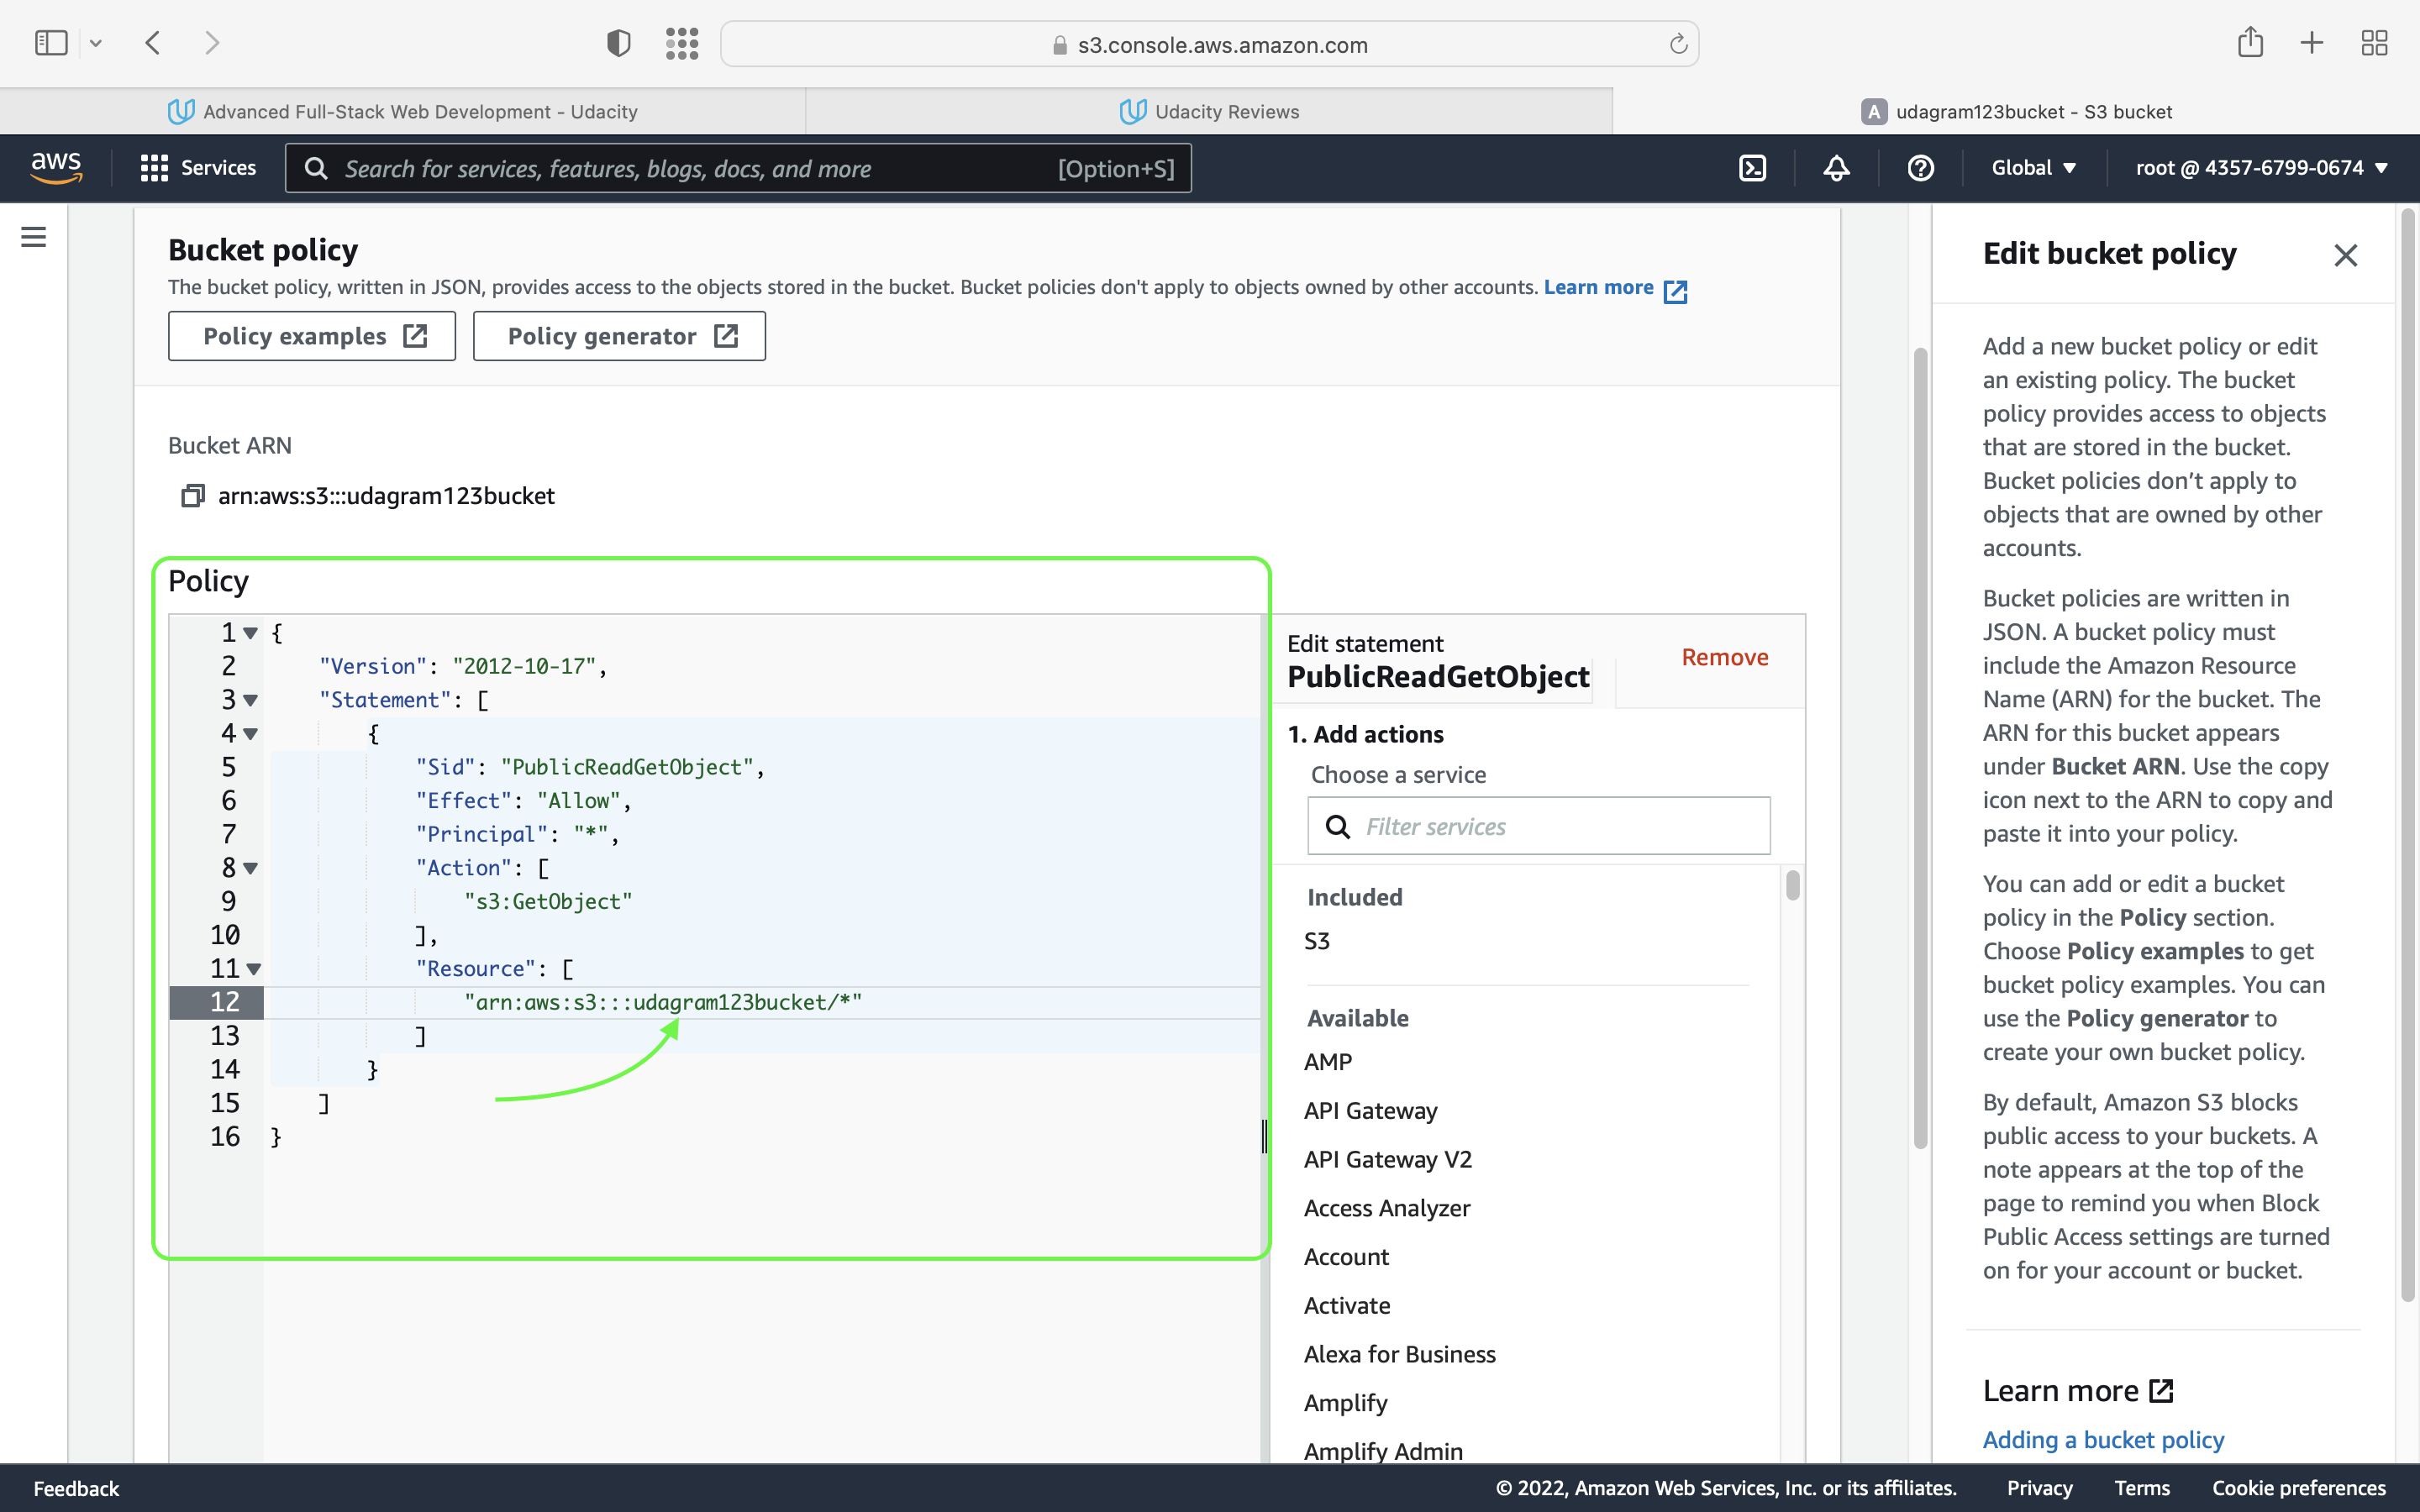 s3.console.aws.amazon.com
Advanced Full-Stack Web Development - Udacity
Udacity Reviews
A udagram123bucket - S3 bucket
aws
Services
Search for services, features, blogs, docs, and more [Option+S]
Global
root @ 4357-6799-0674
Bucket policy
The bucket policy, written in JSON, provides access to the objects stored in the bucket. Bucket policies don't apply to objects owned by other accounts. Learn more
Policy examples
Policy generator
Bucket ARN
arn:aws:s3:::udagram123bucket
Policy
1 {
2 "Version": "2012-10-17",
3 "Statement": [
4 {
5 "Sid": "PublicReadGetObject",
6 "Effect": "Allow",
7 "Principal": "*",
8 "Action": [
9 "s3:GetObject"
10 ],
11 "Resource": [
12 "arn:aws:s3:::udagram123bucket/*"
13 ]
14 }
15 ]
16 }
Edit statement
PublicReadGetObject
Remove
1. Add actions
Choose a service
Filter services
Included
S3
Available
AMP
API Gateway
API Gateway V2
Access Analyzer
Account
Activate
Alexa for Business
Amplify
Amplify Admin
Edit bucket policy
Add a new bucket policy or edit
an existing policy. The bucket
policy provides access to objects
that are stored in the bucket.
Bucket policies don’t apply to
objects that are owned by other
accounts.
Bucket policies are written in
JSON. A bucket policy must
include the Amazon Resource
Name (ARN) for the bucket. The
ARN for this bucket appears
under Bucket ARN. Use the copy
icon next to the ARN to copy and
paste it into your policy.
You can add or edit a bucket
policy in the Policy section.
Choose Policy examples to get
bucket policy examples. You can
use the Policy generator to
create your own bucket policy.
By default, Amazon S3 blocks
public access to your buckets. A
note appears at the top of the
page to remind you when Block
Public Access settings are turned
on for your account or bucket.
Learn more
Adding a bucket policy
Feedback
© 2022, Amazon Web Services, Inc. or its affiliates.
Privacy
Terms
Cookie preferences